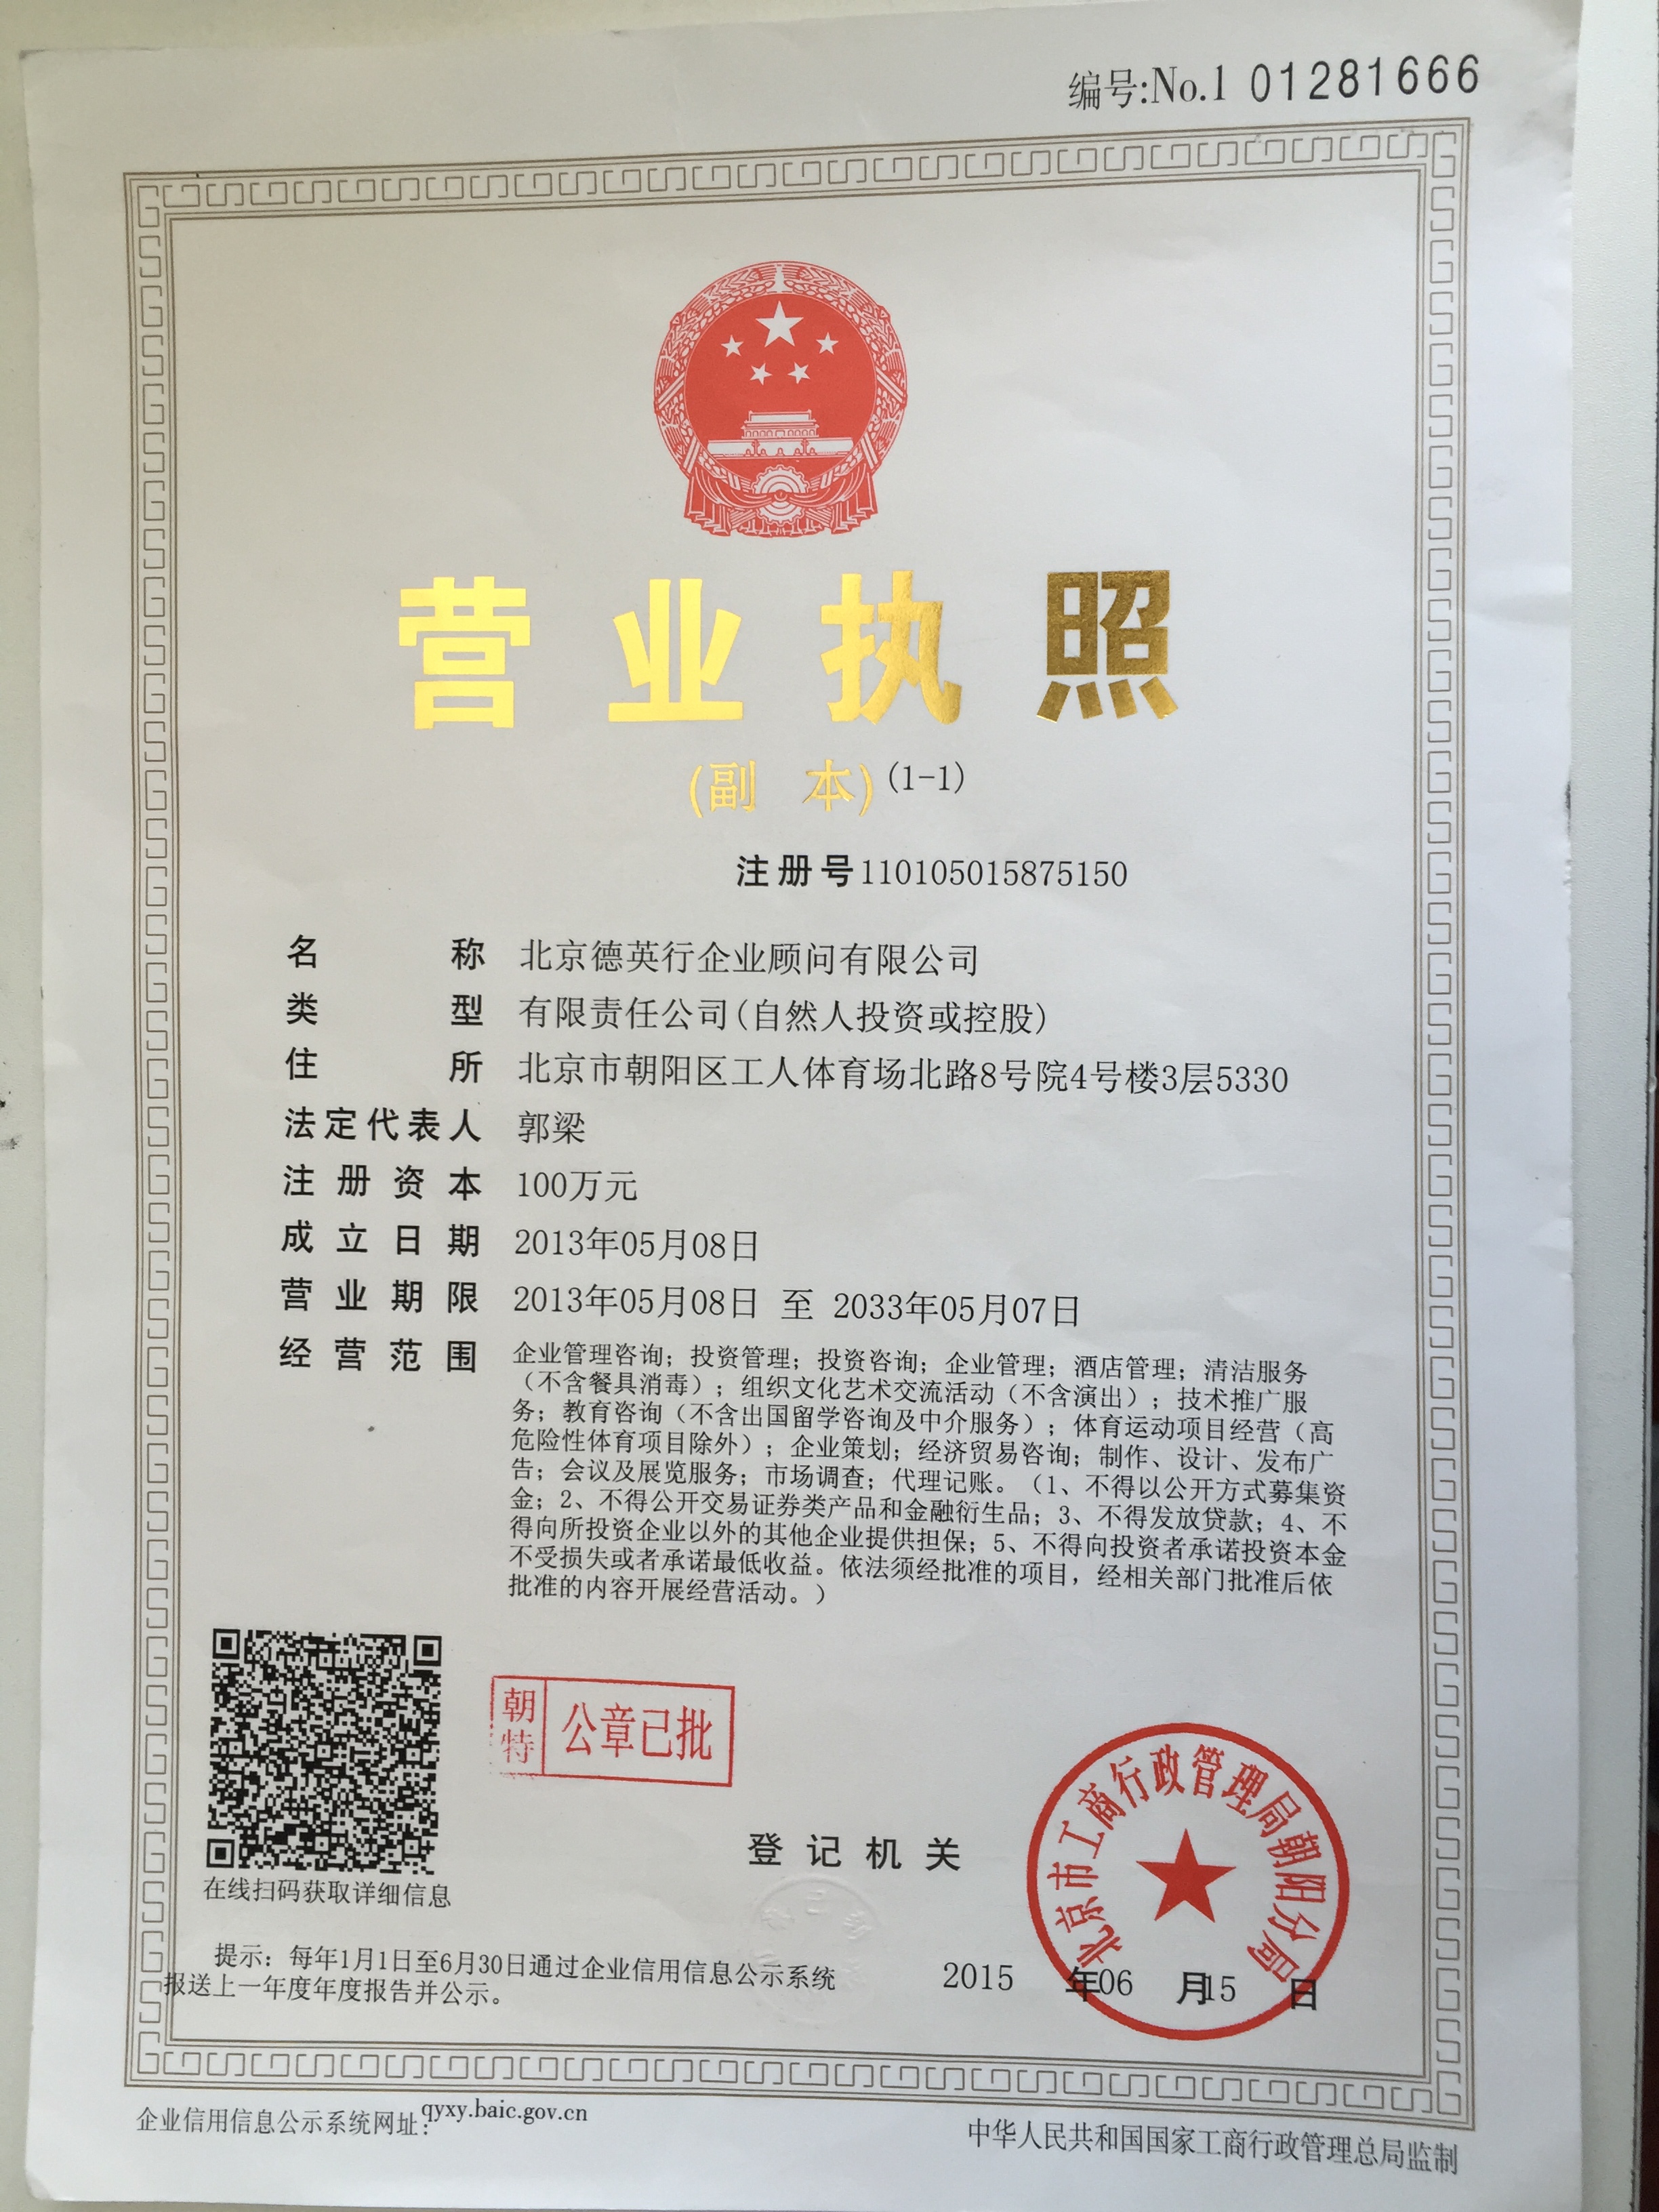 编号:No.1 01281666
营业执照
(副 本)(1-1)
注册号110105015875150
名称 北京德英行企业顾问有限公司
类型 有限责任公司(自然人投资或控股)
住所 北京市朝阳区工人体育场北路8号院4号楼3层5330
法定代表人 郭梁
注册资本 100万元
成立日期 2013年05月08日
营业期限 2013年05月08日 至 2033年05月07日
经营范围 企业管理咨询；投资管理；投资咨询；企业管理；酒店管理；清洁服务
（不含餐具消毒）；组织文化艺术交流活动（不含演出）；技术推广服
务；教育咨询（不含出国留学咨询及中介服务）；体育运动项目经营（高
危险性体育项目除外）；企业策划；经济贸易咨询；制作、设计、发布广
告；会议及展览服务；市场调查；代理记账。（1、不得以公开方式募集资
金；2、不得公开交易证券类产品和金融衍生品；3、不得发放贷款；4、不
得向所投资企业以外的其他企业提供担保；5、不得向投资者承诺投资本金
不受损失或者承诺最低收益。依法须经批准的项目，经相关部门批准后依
批准的内容开展经营活动。）
朝特 公章已批
在线扫码获取详细信息
登记机关
北京市工商行政管理局朝阳分局
提示：每年1月1日至6月30日通过企业信用信息公示系统
报送上一年度年度报告并公示。
2015 年06 月15 日
企业信用信息公示系统网址：qyxy.baic.gov.cn
中华人民共和国国家工商行政管理总局监制